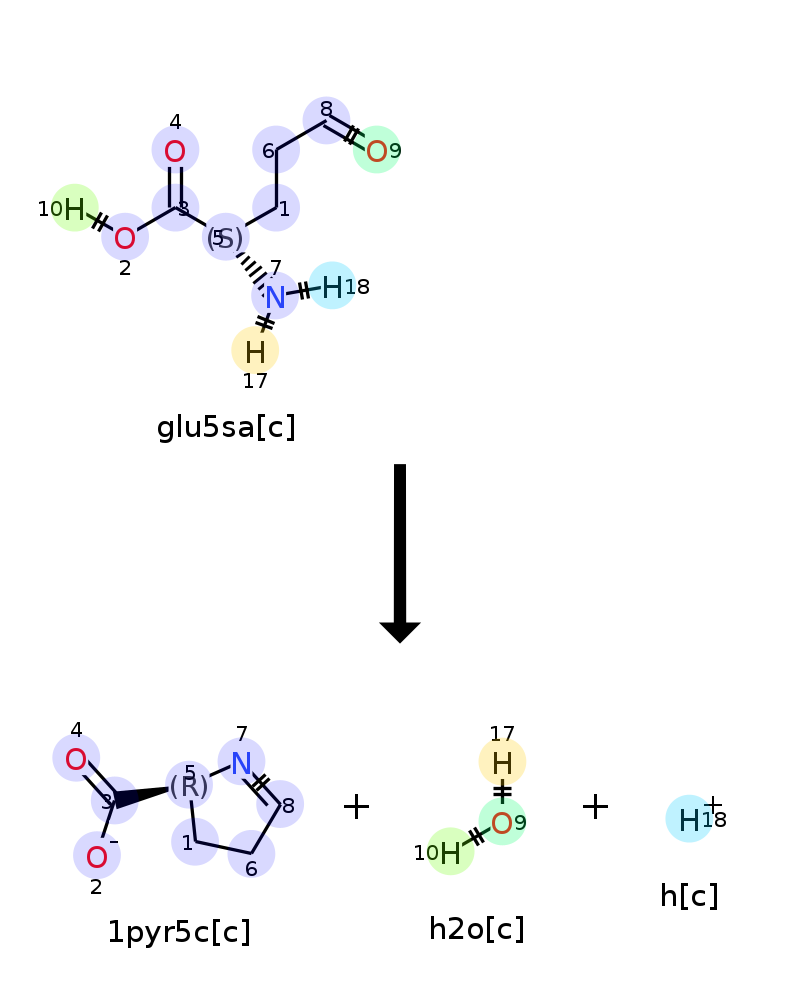 8
4
O
6
O9
10H
3
1
O
5
(S)
2
7
N
H18
H
17
glu5sa[c]
4
7
17
O
5
N
H
(R)
3
8
+
O9
+
H18
+
O
-
1
10H
2
6
1pyr5c[c]
h2o[c]
h[c]